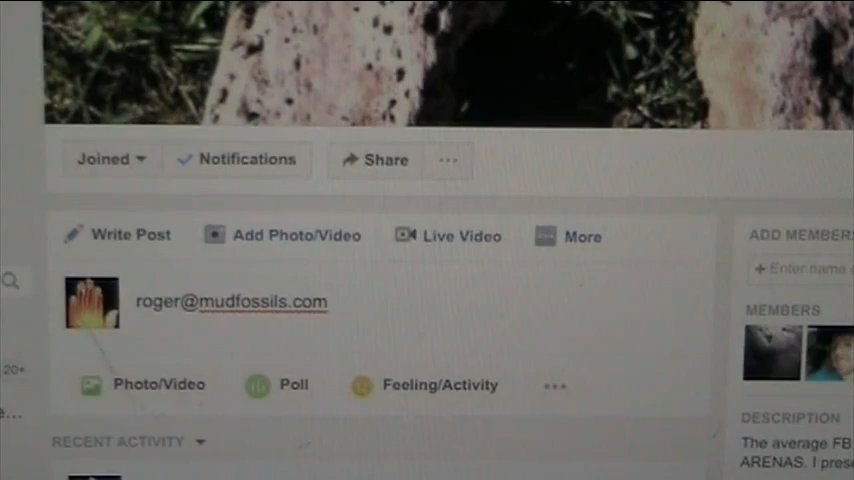 Joined Notifications Share ...
Write Post Add Photo/Video Live Video More
roger@mudfossils.com
Photo/Video Poll Feeling/Activity ...
20+
RECENT ACTIVITY
ADD MEMBERS
+ Enter name
MEMBERS
DESCRIPTION
The average FB
ARENAS. I